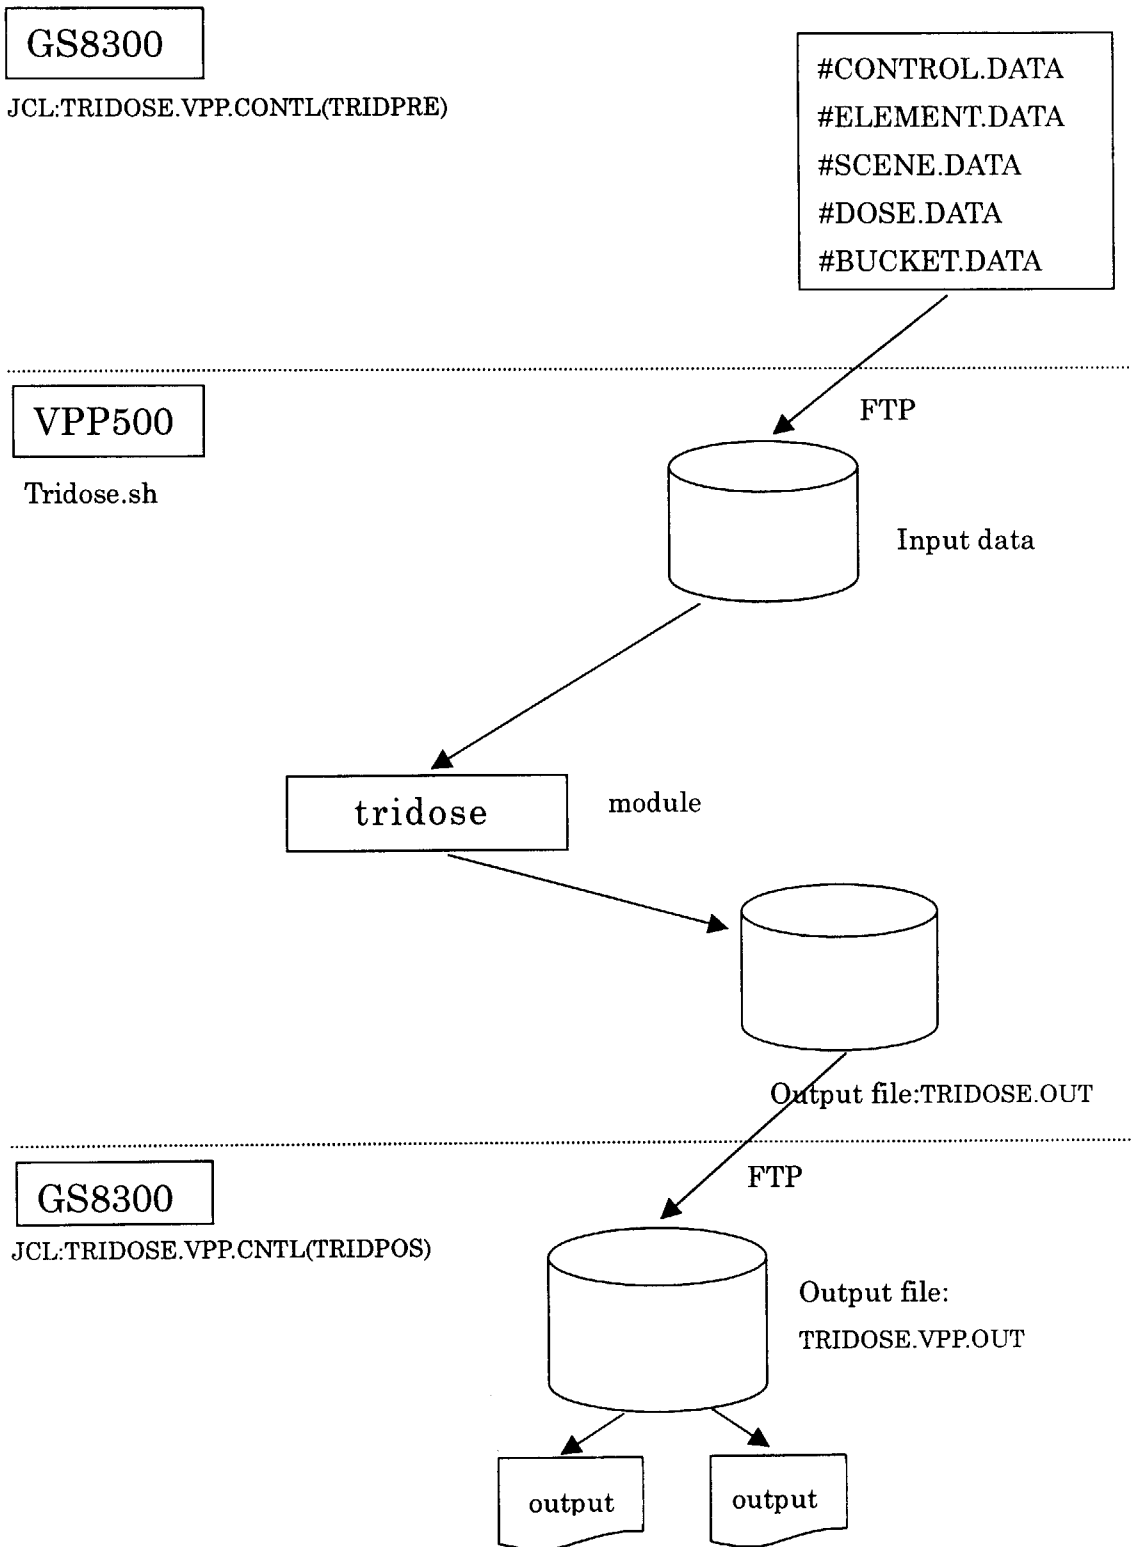 GS8300
JCL:TRIDOSE.VPP.CONTL(TRIDPRE)
#CONTROL.DATA
#ELEMENT.DATA
#SCENE.DATA
#DOSE.DATA
#BUCKET.DATA
VPP500
Tridose.sh
FTP
Input data
tridose
module
Output file:TRIDOSE.OUT
GS8300
JCL:TRIDOSE.VPP.CNTL(TRIDPOS)
FTP
Output file:
TRIDOSE.VPP.OUT
output
output